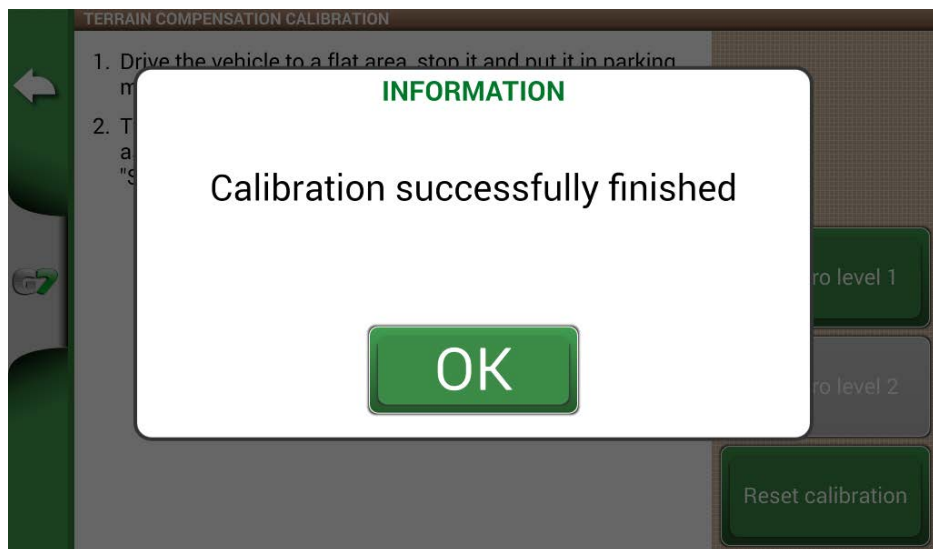 TERRAIN COMPENSATION CALIBRATION
1. Drive the vehicle to a flat area, stop it and put it in parking
INFORMATION
2. T
a
"S
Calibration successfully finished
G7
ro level 1
OK
ro level 2
Reset calibration